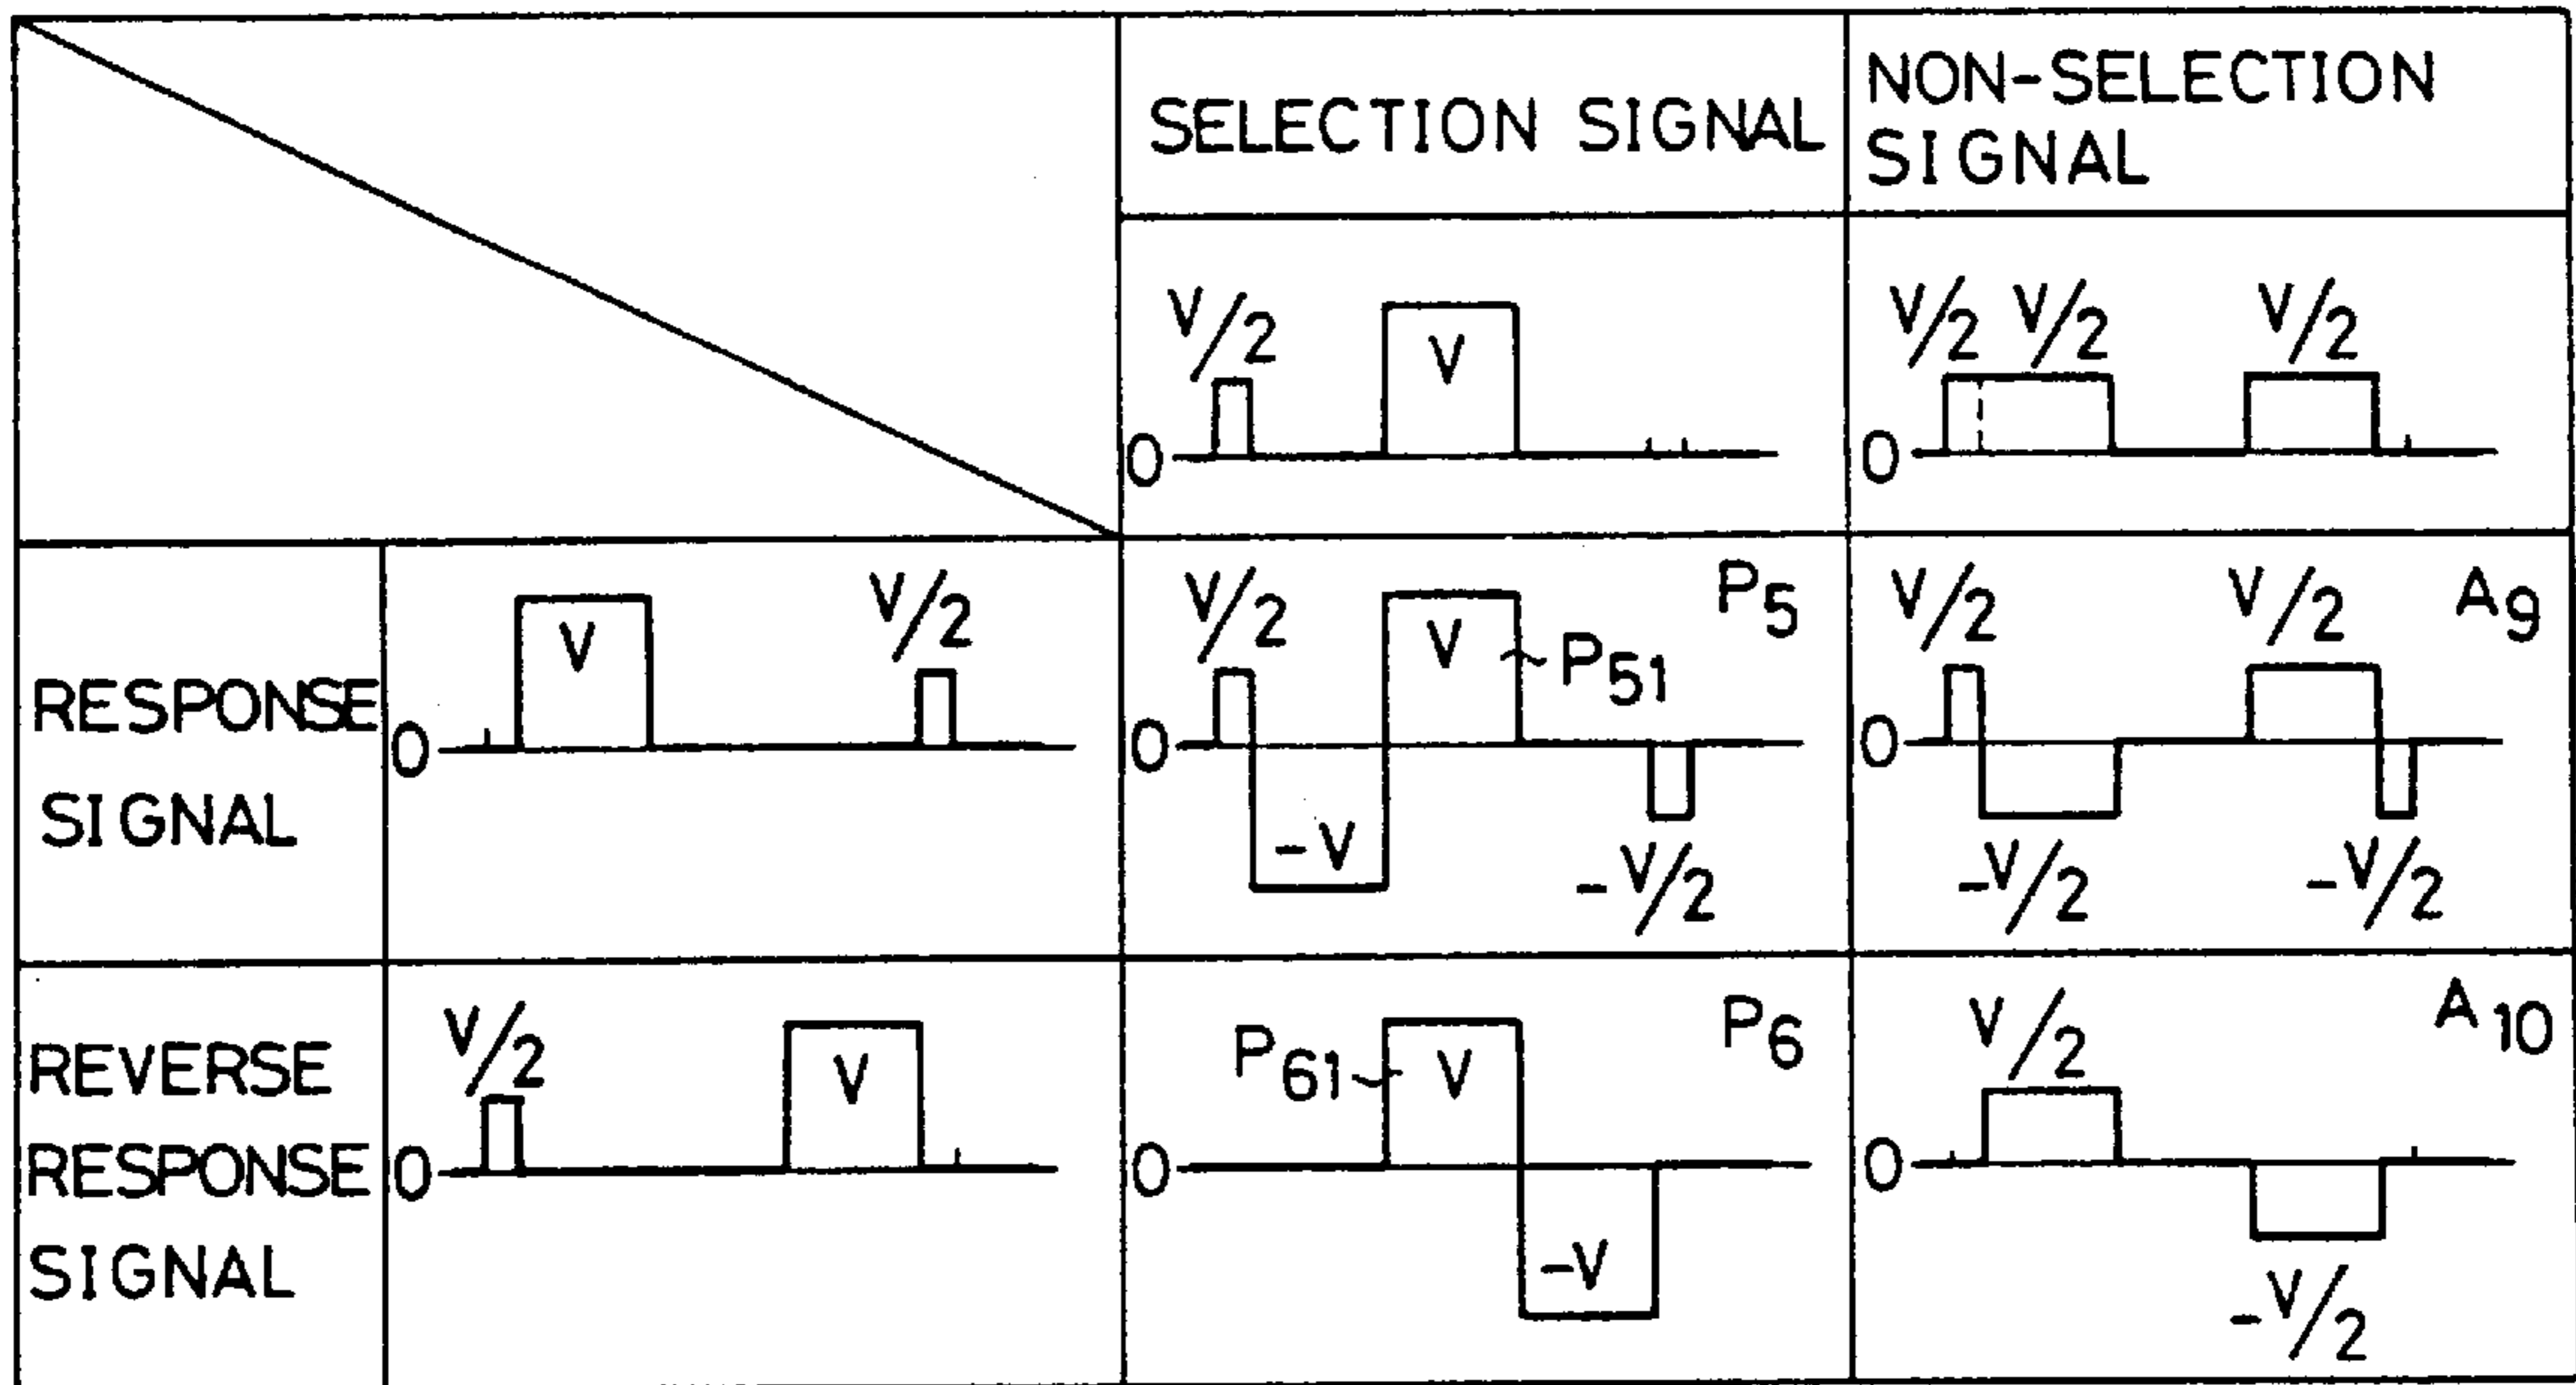 SELECTION SIGNAL
NON-SELECTION
SIGNAL
V/2
V
0
V/2 V/2 V/2
0
RESPONSE
SIGNAL
V
V/2
0
V/2
V
P51
P5
0
-V
-V/2
V/2
V/2
A9
0
-V/2
-V/2
REVERSE
RESPONSE
SIGNAL
V/2
V
0
P61
V
P6
0
-V
V/2
A10
0
-V/2